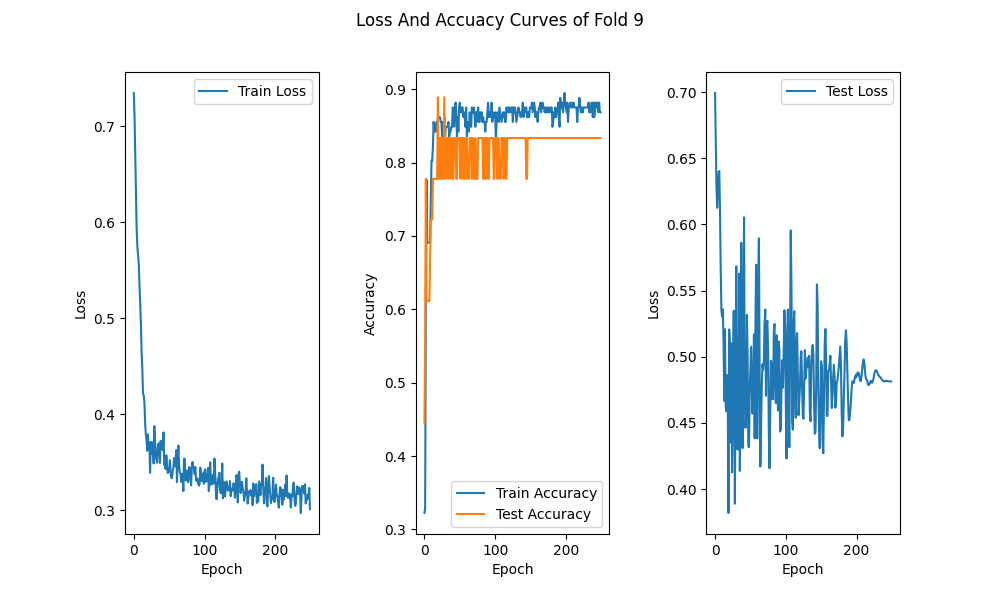 Loss And Accuacy Curves of Fold 9
Train Loss
0.7
0.6
0.5
0.4
0.3
Loss
0
100
200
Epoch
0.9
0.8
0.7
0.6
0.5
0.4
0.3
Accuracy
Train Accuracy
Test Accuracy
0
100
200
Epoch
Test Loss
0.70
0.65
0.60
0.55
0.50
0.45
0.40
Loss
0
100
200
Epoch